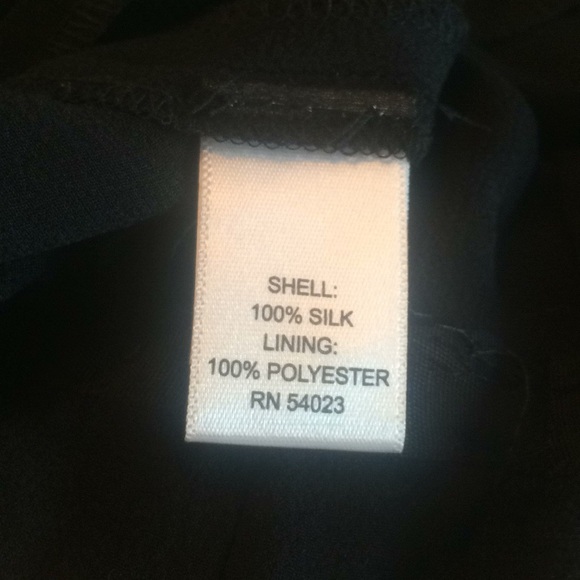 SHELL:
100% SILK
LINING:
100% POLYESTER
RN 54023